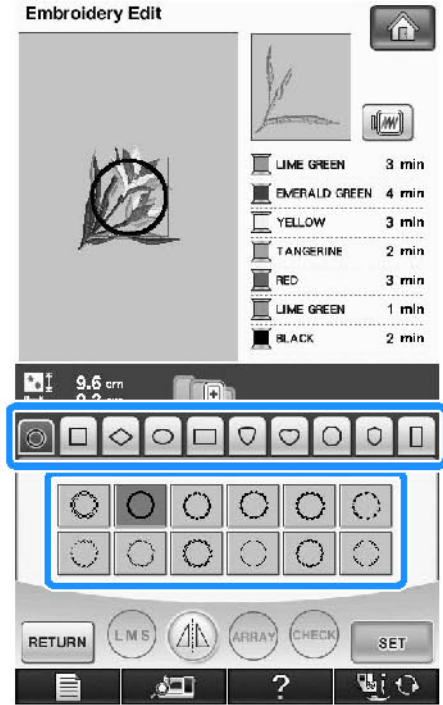 Embroidery Edit
LIME GREEN 3 min
EMERALD GREEN 4 min
YELLOW 3 min
TANGERINE 2 min
RED 3 min
LIME GREEN 1 min
BLACK 2 min
9.6 cm
RETURN
LMS
ARRAY
CHECK
SET
?